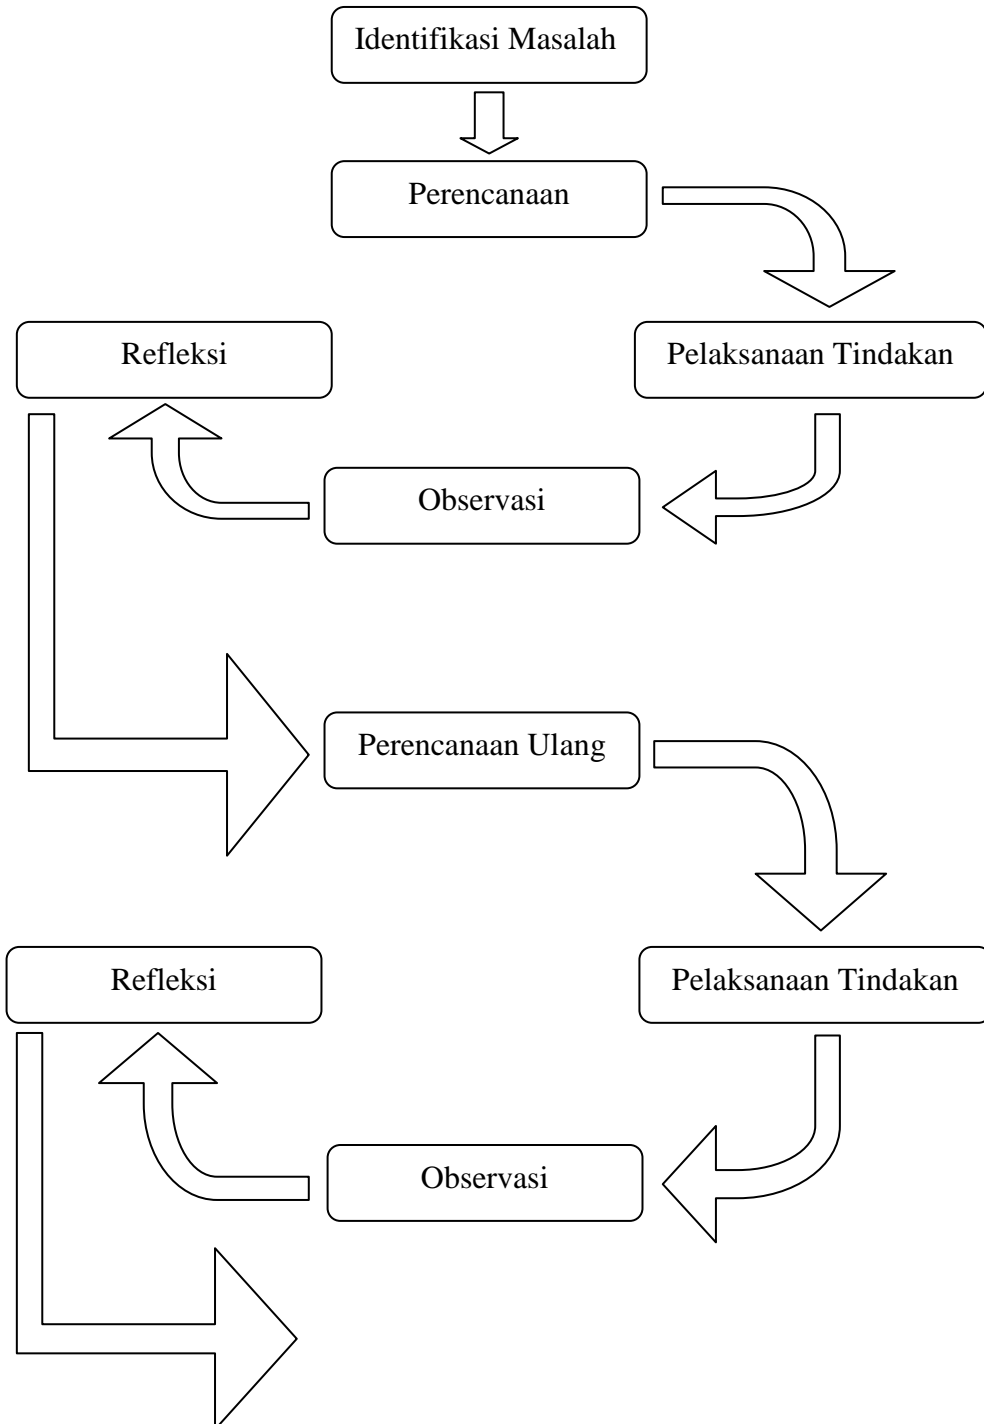 Identifikasi Masalah
Perencanaan
Refleksi
Pelaksanaan Tindakan
Observasi
Perencanaan Ulang
Refleksi
Pelaksanaan Tindakan
Observasi